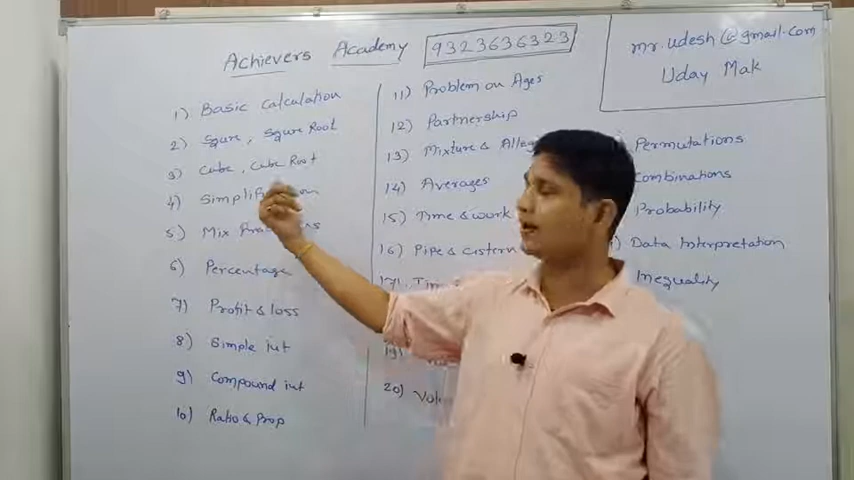 Achievers Academy
9323636323
mr.udesh@gmail.com
Uday Mak
1) Basic Calculation
2) Squre, Squre Root
3) Cube, Cube Root
4)
5) Mix
6) Percentage
7) Profit & loss
8) Simple int
9) Compound int
10) Ratio & Prop
11) Problem on Ages
12) Partnership
13) Mixture &
14) Averages
15) Time & work
16) Pipe & Cistern
17)
19)
20)
Permutations
Combinations
Probability
Data Interpretation
Inequality